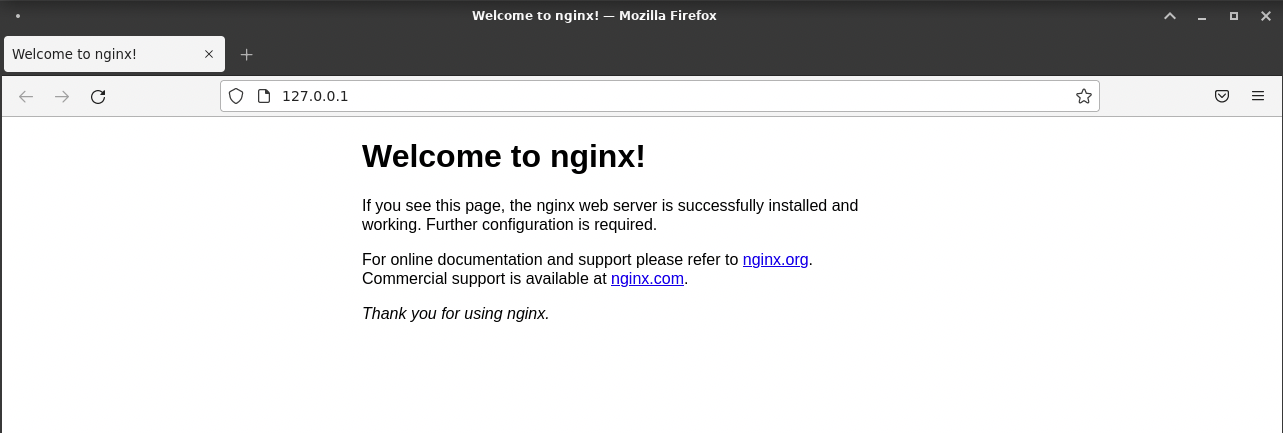 Welcome to nginx! — Mozilla Firefox
Welcome to nginx!
127.0.0.1
Welcome to nginx!
If you see this page, the nginx web server is successfully installed and
working. Further configuration is required.
For online documentation and support please refer to nginx.org.
Commercial support is available at nginx.com.
Thank you for using nginx.